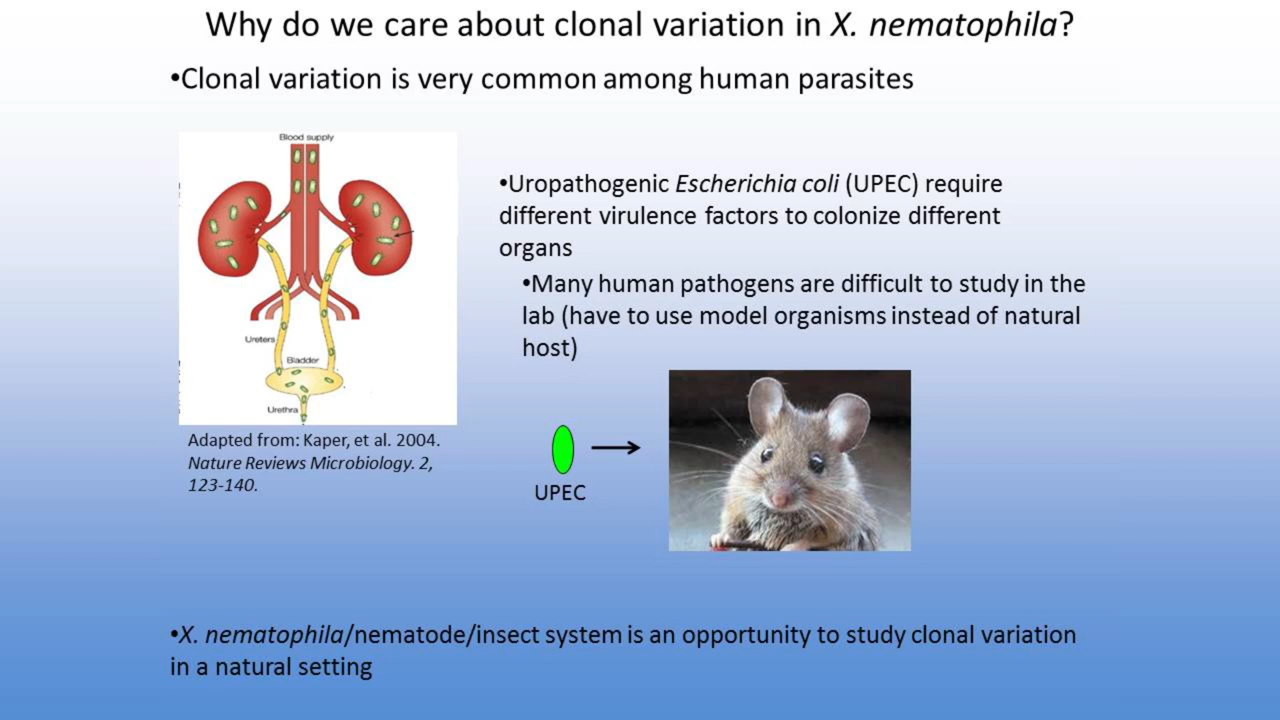 Why do we care about clonal variation in X. nematophila?
•Clonal variation is very common among human parasites
Blood supply
Ureters
Bladder
Urethra
Adapted from: Kaper, et al. 2004.
Nature Reviews Microbiology. 2,
123-140.
•Uropathogenic Escherichia coli (UPEC) require
different virulence factors to colonize different
organs
•Many human pathogens are difficult to study in the
lab (have to use model organisms instead of natural
host)
UPEC
•X. nematophila/nematode/insect system is an opportunity to study clonal variation
in a natural setting